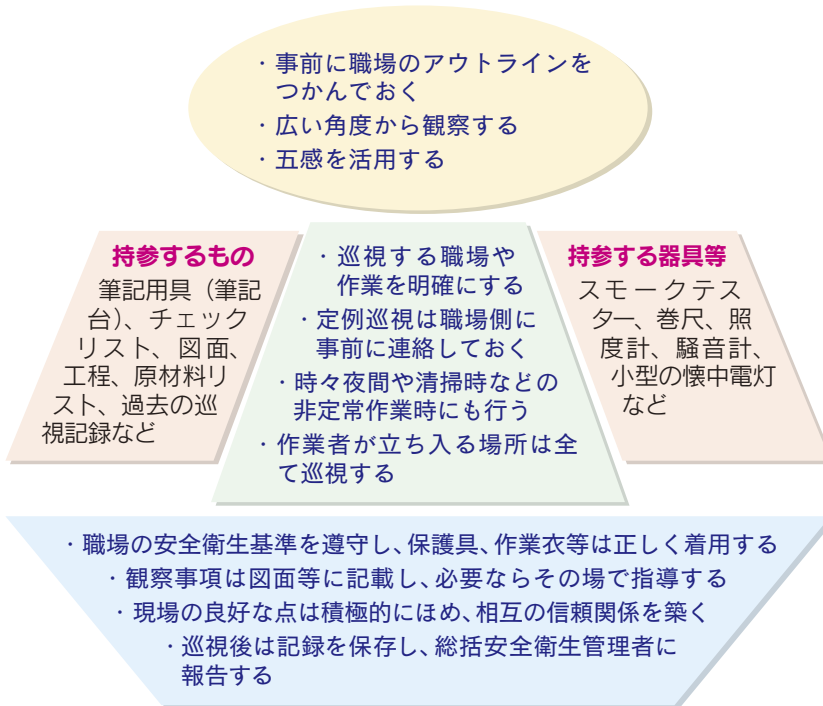 ・事前に職場のアウトラインを
つかんでおく
・広い角度から観察する
・五感を活用する
持参するもの
筆記用具（筆記
台）、チェック
リスト、図面、
工程、原材料リ
スト、過去の巡
視記録など
・巡視する職場や
作業を明確にする
・定例巡視は職場側に
事前に連絡しておく
・時々夜間や清掃時などの
非定常作業時にも行う
・作業者が立ち入る場所は全
て巡視する
持参する器具等
スモークテス
ター、巻尺、照
度計、騒音計、
小型の懐中電灯
など
・職場の安全衛生基準を遵守し、保護具、作業衣等は正しく着用する
・観察事項は図面等に記載し、必要ならその場で指導する
・現場の良好な点は積極的にほめ、相互の信頼関係を築く
・巡視後は記録を保存し、総括安全衛生管理者に
報告する